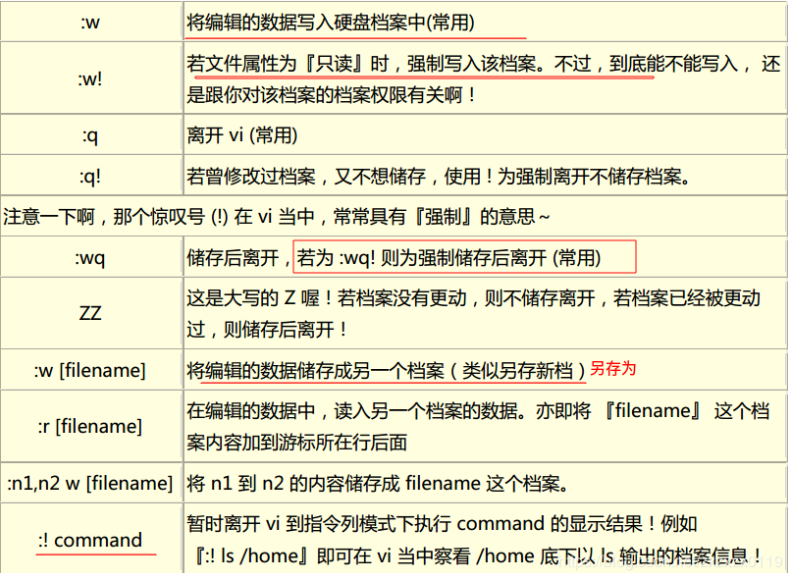 :w 将编辑的数据写入硬盘档案中(常用)
:w! 若文件属性为『只读』时，强制写入该档案。不过，到底能不能写入， 还
是跟你对该档案的档案权限有关啊！
:q 离开 vi (常用)
:q! 若曾修改过档案，又不想储存，使用 ! 为强制离开不储存档案。
注意一下啊，那个惊叹号 (!) 在 vi 当中，常常具有『强制』的意思～
:wq 储存后离开，若为 :wq! 则为强制储存后离开 (常用)
ZZ 这是大写的 Z 喔！若档案没有更动，则不储存离开，若档案已经被更动
过，则储存后离开！
:w [filename] 将编辑的数据储存成另一个档案（类似另存新档）另存为
:r [filename] 在编辑的数据中，读入另一个档案的数据。亦即将 『filename』 这个档
案内容加到游标所在行后面
:n1,n2 w [filename] 将 n1 到 n2 的内容储存成 filename 这个档案。
:! command 暂时离开 vi 到指令列模式下执行 command 的显示结果！例如
『:! ls /home』即可在 vi 当中察看 /home 底下以 ls 输出的档案信息！